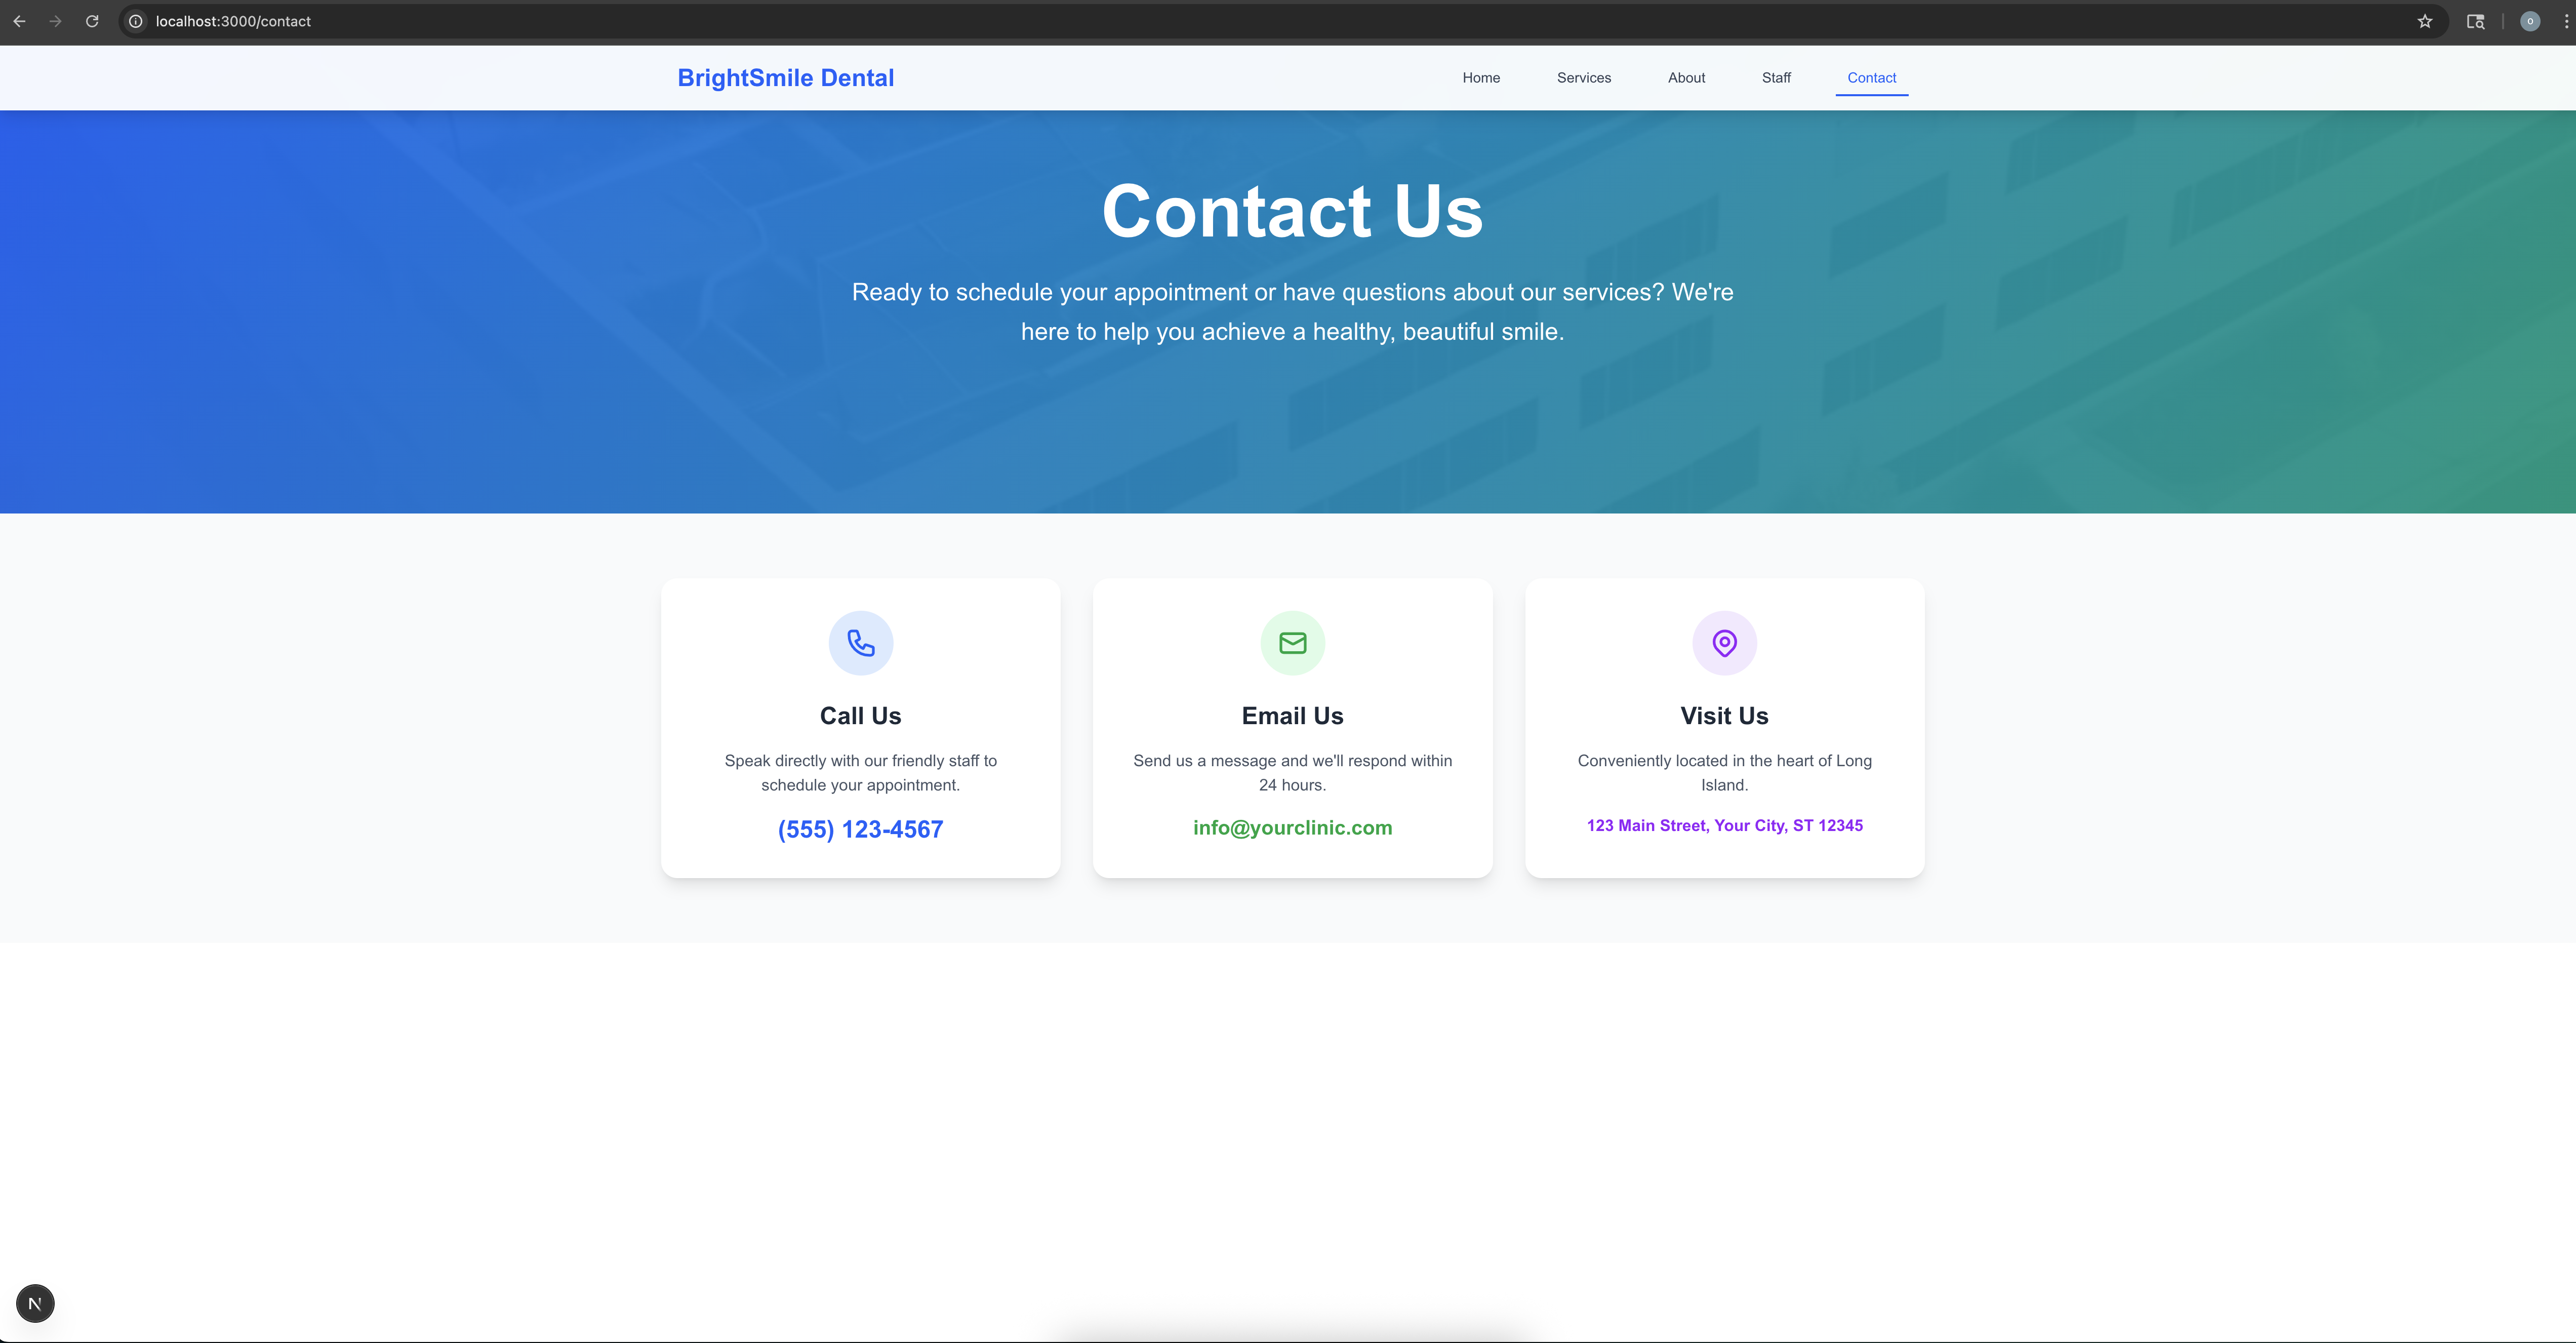 localhost:3000/contact
O
BrightSmile Dental
Home
Services
About
Staff
Contact
Contact Us
Ready to schedule your appointment or have questions about our services? We're
here to help you achieve a healthy, beautiful smile.
Call Us
Speak directly with our friendly staff to
schedule your appointment.
(555) 123-4567
Email Us
Send us a message and we'll respond within
24 hours.
info@yourclinic.com
Visit Us
Conveniently located in the heart of Long
Island.
123 Main Street, Your City, ST 12345
N